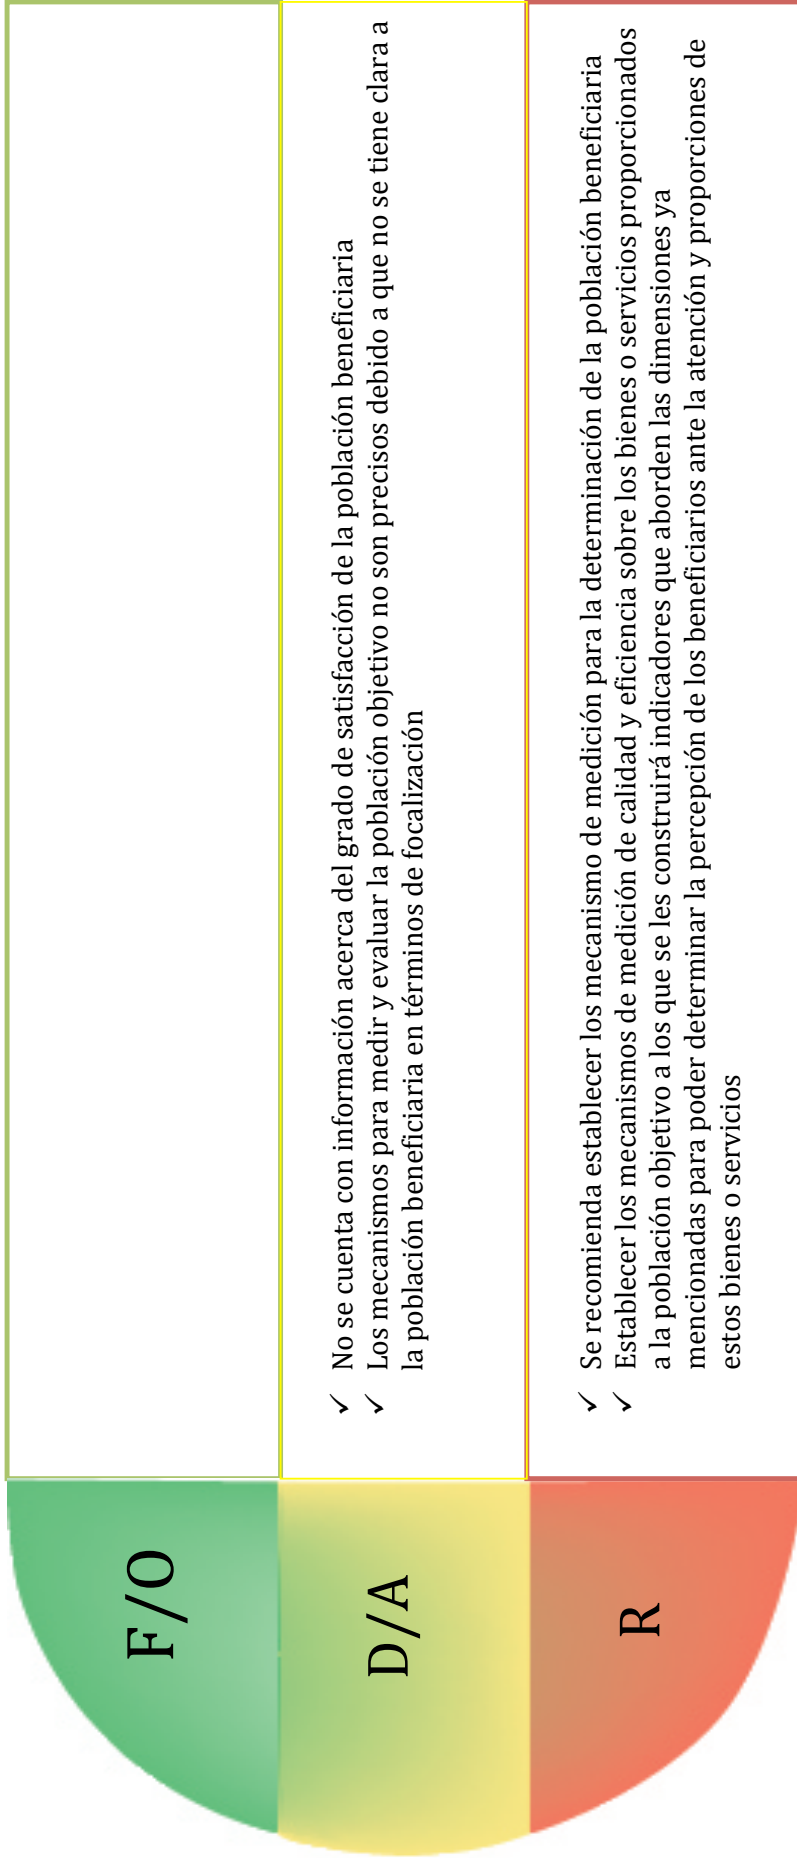 F/O
D/A
✓ No se cuenta con información acerca del grado de satisfacción de la población beneficiaria
✓ Los mecanismos para medir y evaluar la población objetivo no son precisos debido a que no se tiene clara a
la población beneficiaria en términos de focalización
R
✓ Se recomienda establecer los mecanismo de medición para la determinación de la población beneficiaria
✓ Establecer los mecanismos de medición de calidad y eficiencia sobre los bienes o servicios proporcionados
a la población objetivo a los que se les construirá indicadores que aborden las dimensiones ya
mencionadas para poder determinar la percepción de los beneficiarios ante la atención y proporciones de
estos bienes o servicios